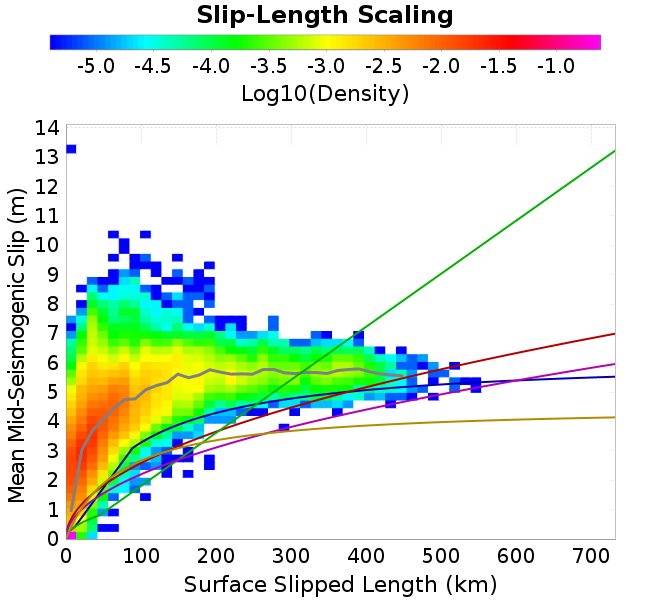 Slip-Length Scaling
-5.0 -4.5 -4.0 -3.5 -3.0 -2.5 -2.0 -1.5 -1.0
Log10(Density)
14
13
12
11
10
9
8
7
6
5
4
3
2
1
0
Mean Mid-Seismogenic Slip (m)
0 100 200 300 400 500 600 700
Surface Slipped Length (km)